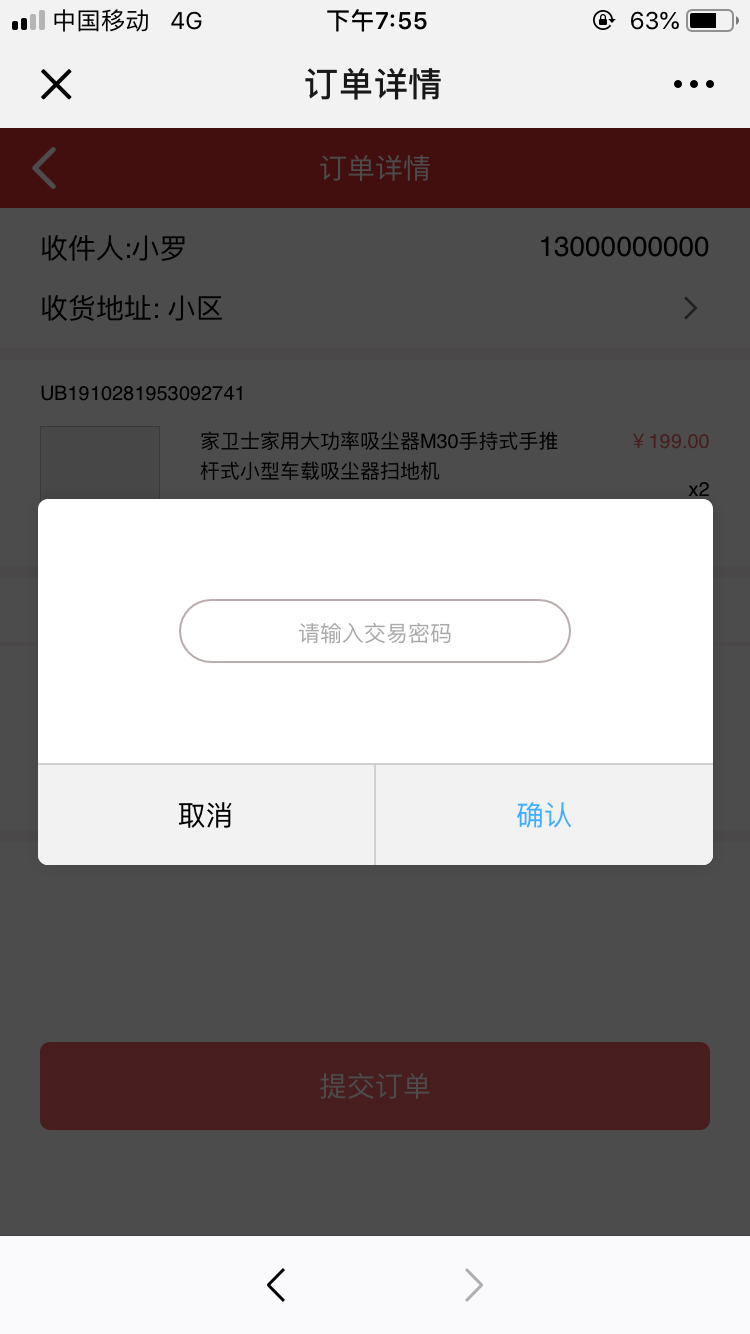 中国移动 4G 下午7:55 63%
订单详情
订单详情
收件人:小罗 13000000000
收货地址: 小区
UB1910281953092741
家卫士家用大功率吸尘器M30手持式手推 ¥ 199.00
杆式小型车载吸尘器扫地机
x2
请输入交易密码
取消 确认
提交订单